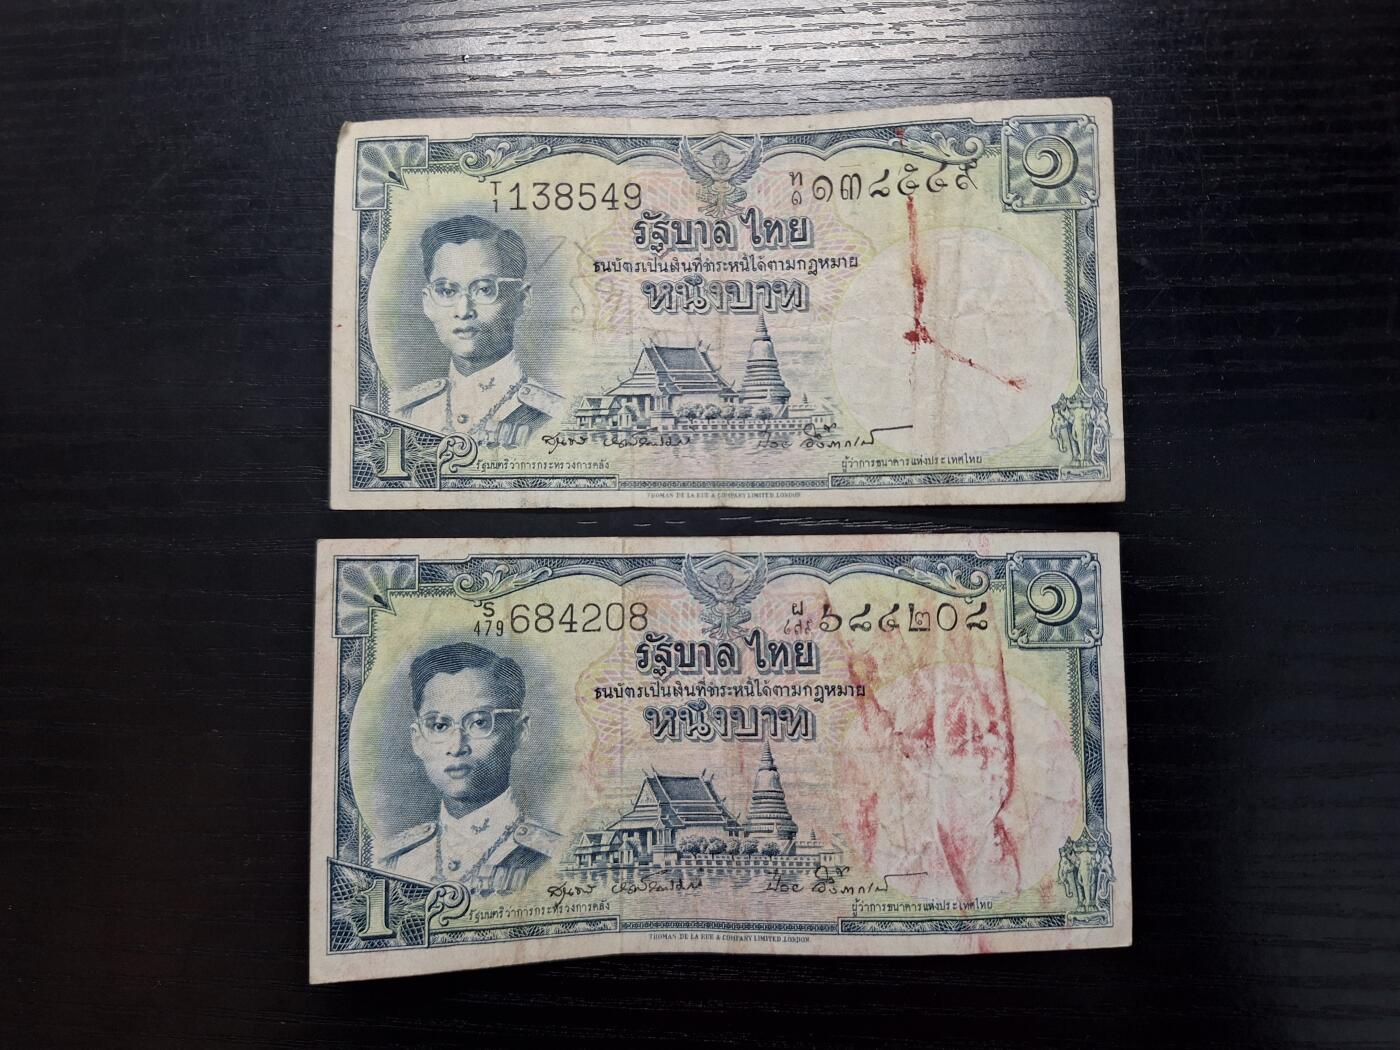 T/1 138549
ท/๑ ๑๓๘๕๔๙
๑
รัฐบาลไทย
ธนบัตรเป็นเงินที่ชำระหนี้ได้ตามกฎหมาย
หนึ่งบาท
1
รัฐมนตรีว่าการกระทรวงการคลัง
ผู้ว่าการธนาคารแห่งประเทศไทย
THOMAS DE LA RUE & COMPANY LIMITED. LONDON.
S/479 684208
ฝ/๔๗๙ ๖๘๔๒๐๘
๑
รัฐบาลไทย
ธนบัตรเป็นเงินที่ชำระหนี้ได้ตามกฎหมาย
หนึ่งบาท
1
รัฐมนตรีว่าการกระทรวงการคลัง
ผู้ว่าการธนาคารแห่งประเทศไทย
THOMAS DE LA RUE & COMPANY LIMITED. LONDON.